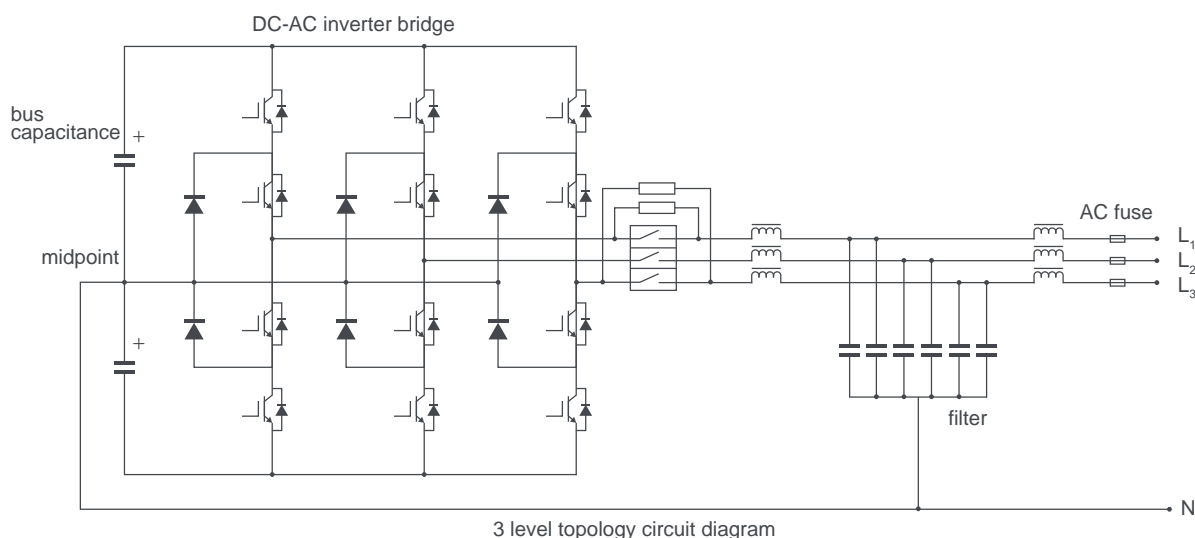 DC-AC inverter bridge
bus
capacitance
+
AC fuse
L1
midpoint
L2
L3
+
filter
N
3 level topology circuit diagram